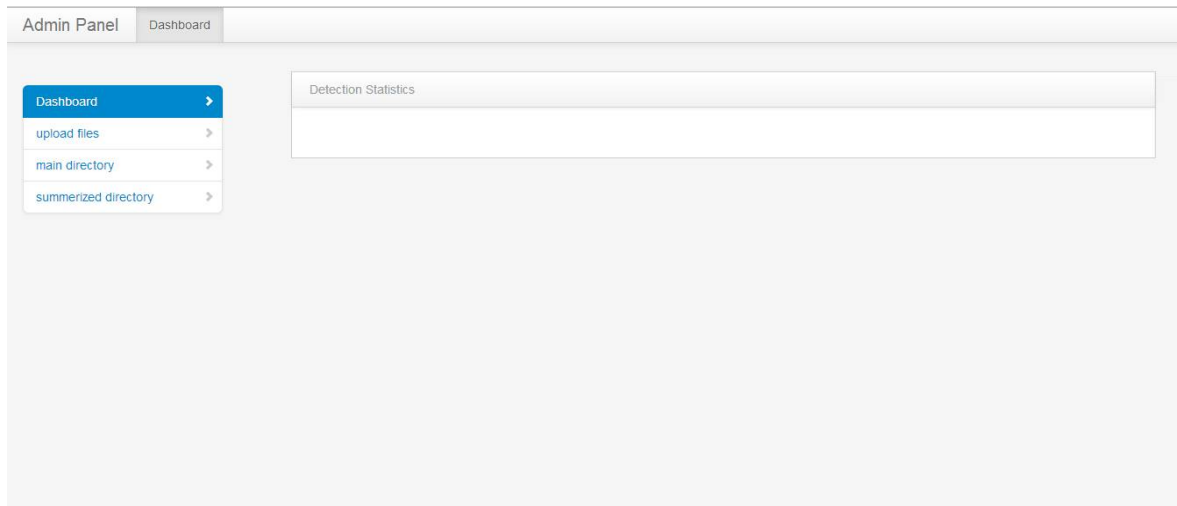 Admin Panel Dashboard
Dashboard
upload files
main directory
summerized directory
Detection Statistics